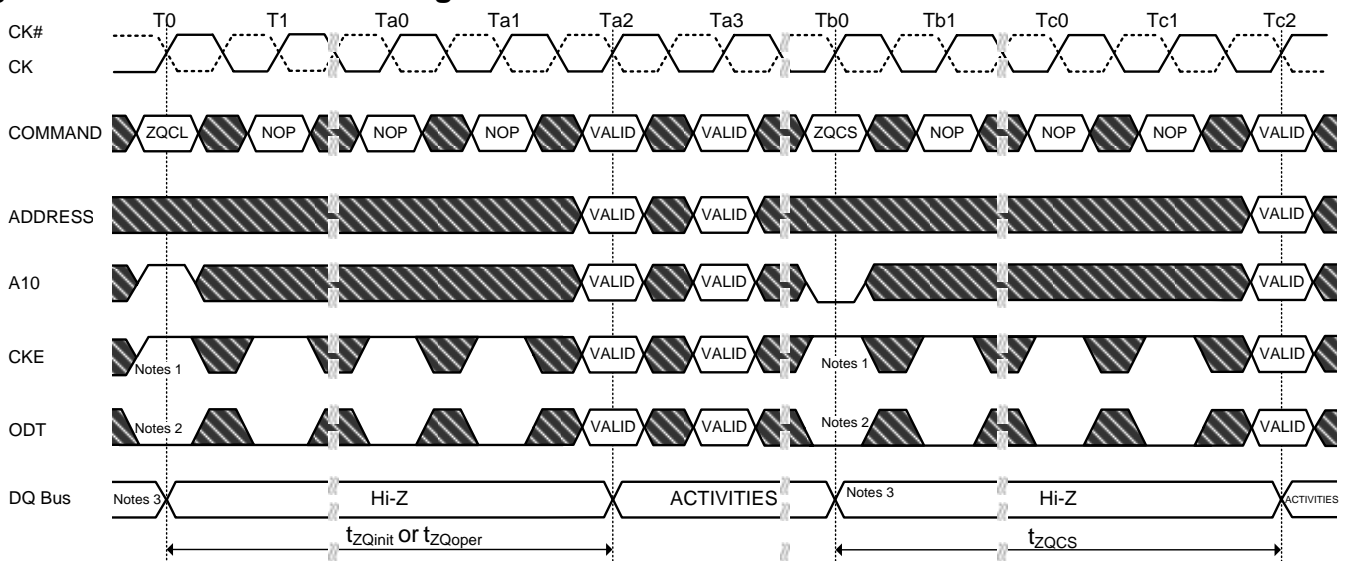 T0 T1 Ta0 Ta1 Ta2 Ta3 Tb0 Tb1 Tc0 Tc1 Tc2
CK#
CK
COMMAND ZQCL NOP NOP NOP VALID VALID ZQCS NOP NOP NOP VALID
ADDRESS VALID VALID VALID
A10 VALID VALID VALID
CKE Notes 1 VALID VALID Notes 1 VALID
ODT Notes 2 VALID VALID Notes 2 VALID
DQ Bus Notes 3 Hi-Z ACTIVITIES Notes 3 Hi-Z ACTIVITIES
tZQinit or tZQoper tZQCS